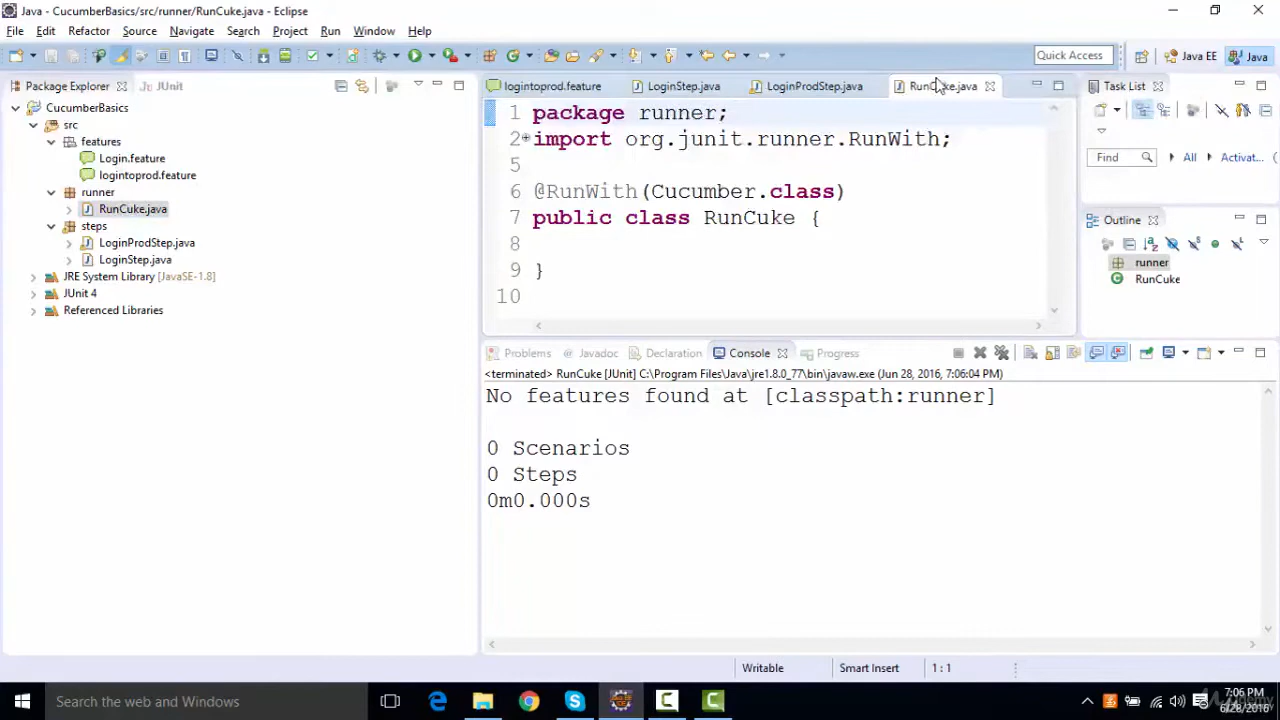 Java - CucumberBasics/src/runner/RunCuke.java - Eclipse
File Edit Refactor Source Navigate Search Project Run Window Help
Quick Access Java EE Java
Package Explorer JUnit
CucumberBasics
src
features
Login.feature
logintoprod.feature
runner
RunCuke.java
steps
LoginProdStep.java
LoginStep.java
JRE System Library [JavaSE-1.8]
JUnit 4
Referenced Libraries
logintoprod.feature LoginStep.java LoginProdStep.java RunCuke.java
1 package runner;
2 import org.junit.runner.RunWith;
5
6 @RunWith(Cucumber.class)
7 public class RunCuke {
8
9 }
10
Task List
Find All Activat...
Outline
runner
RunCuke
Problems Javadoc Declaration Console Progress
<terminated> RunCuke [JUnit] C:\Program Files\Java\jre1.8.0_77\bin\javaw.exe (Jun 28, 2016, 7:06:04 PM)
No features found at [classpath:runner]
0 Scenarios
0 Steps
0m0.000s
Writable Smart Insert 1 : 1
Search the web and Windows
7:06 PM
6/28/2016